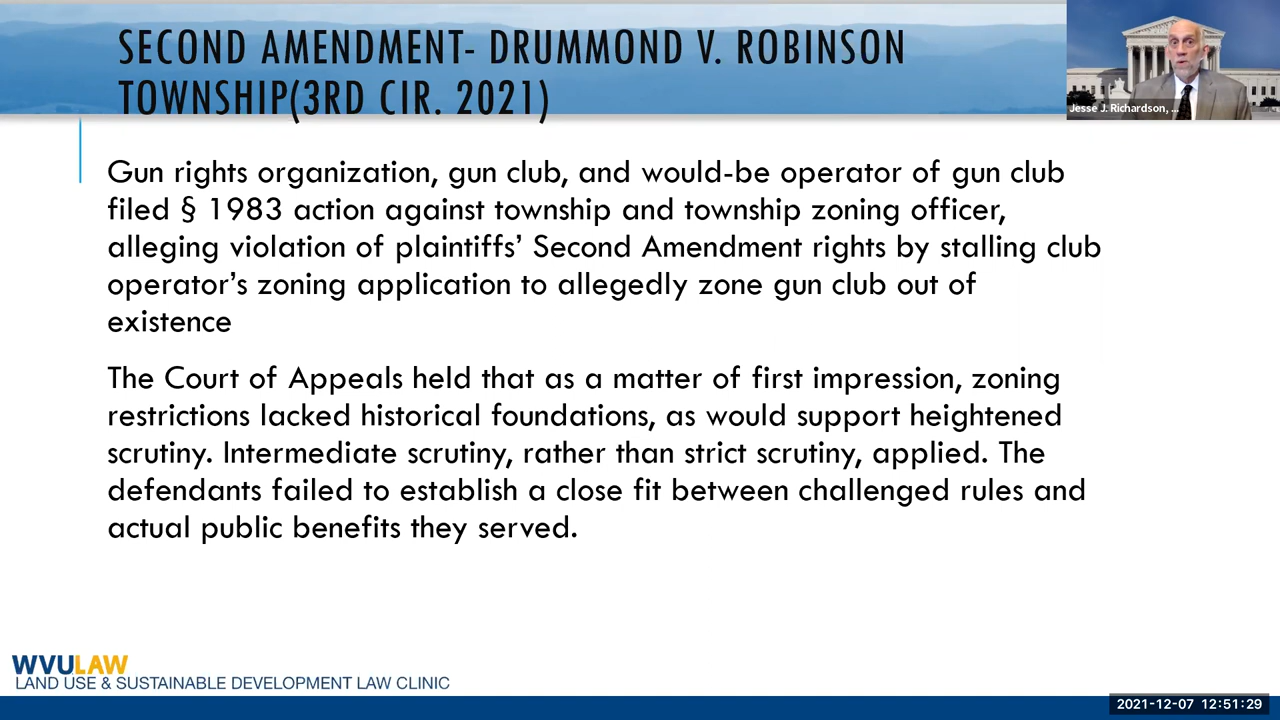 SECOND AMENDMENT- DRUMMOND V. ROBINSON
TOWNSHIP(3RD CIR. 2021)
Jesse J. Richardson, ...
Gun rights organization, gun club, and would-be operator of gun club
filed § 1983 action against township and township zoning officer,
alleging violation of plaintiffs’ Second Amendment rights by stalling club
operator’s zoning application to allegedly zone gun club out of
existence
The Court of Appeals held that as a matter of first impression, zoning
restrictions lacked historical foundations, as would support heightened
scrutiny. Intermediate scrutiny, rather than strict scrutiny, applied. The
defendants failed to establish a close fit between challenged rules and
actual public benefits they served.
WVULAW
LAND USE & SUSTAINABLE DEVELOPMENT LAW CLINIC
2021-12-07 12:51:29